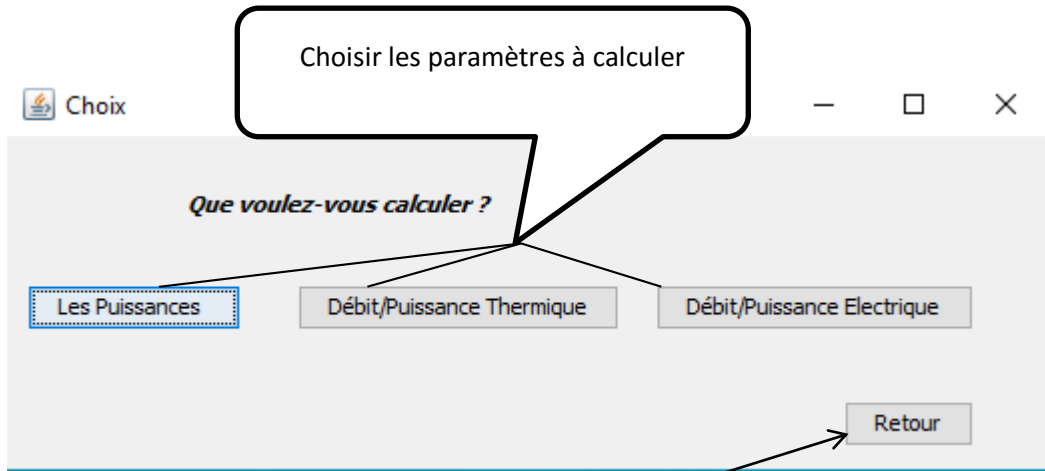 Choisir les paramètres à calculer
Choix
Que voulez-vous calculer ?
Les Puissances
Débit/Puissance Thermique
Débit/Puissance Electrique
Retour